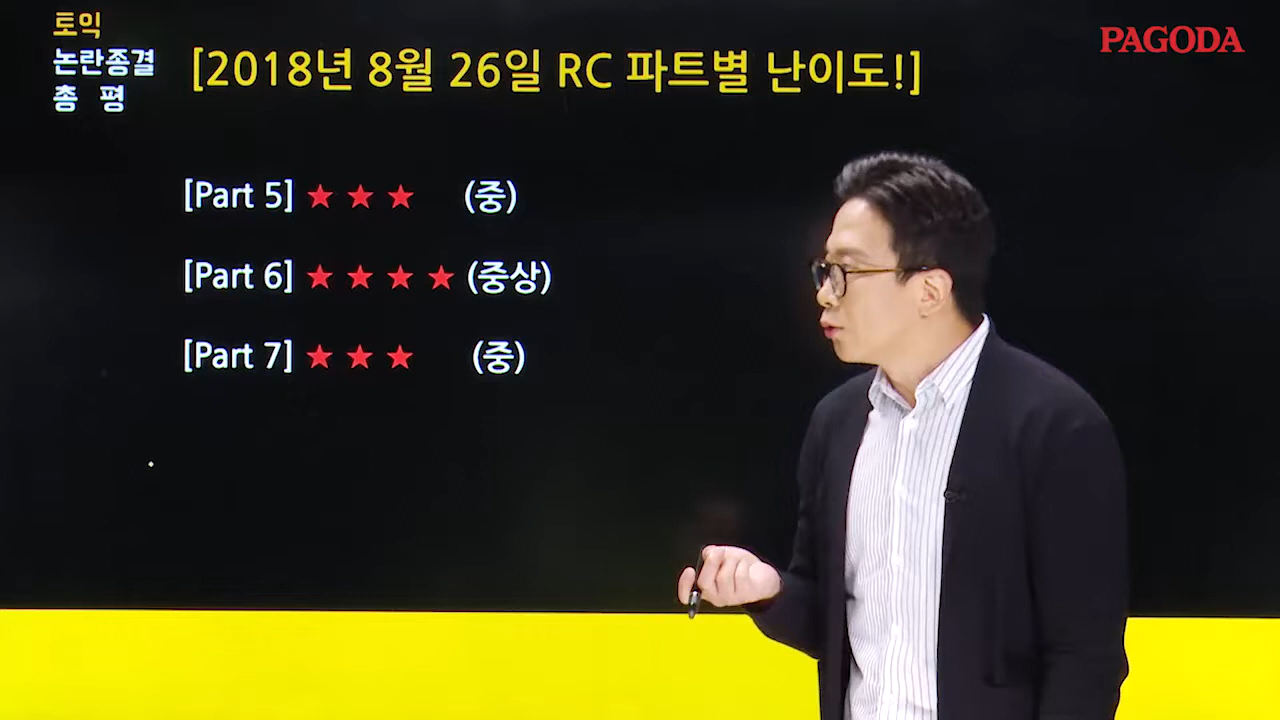 토익
논란종결
총 평
[2018년 8월 26일 RC 파트별 난이도!]
PAGODA
[Part 5] ★ ★ ★ (중)
[Part 6] ★ ★ ★ ★ (중상)
[Part 7] ★ ★ ★ (중)